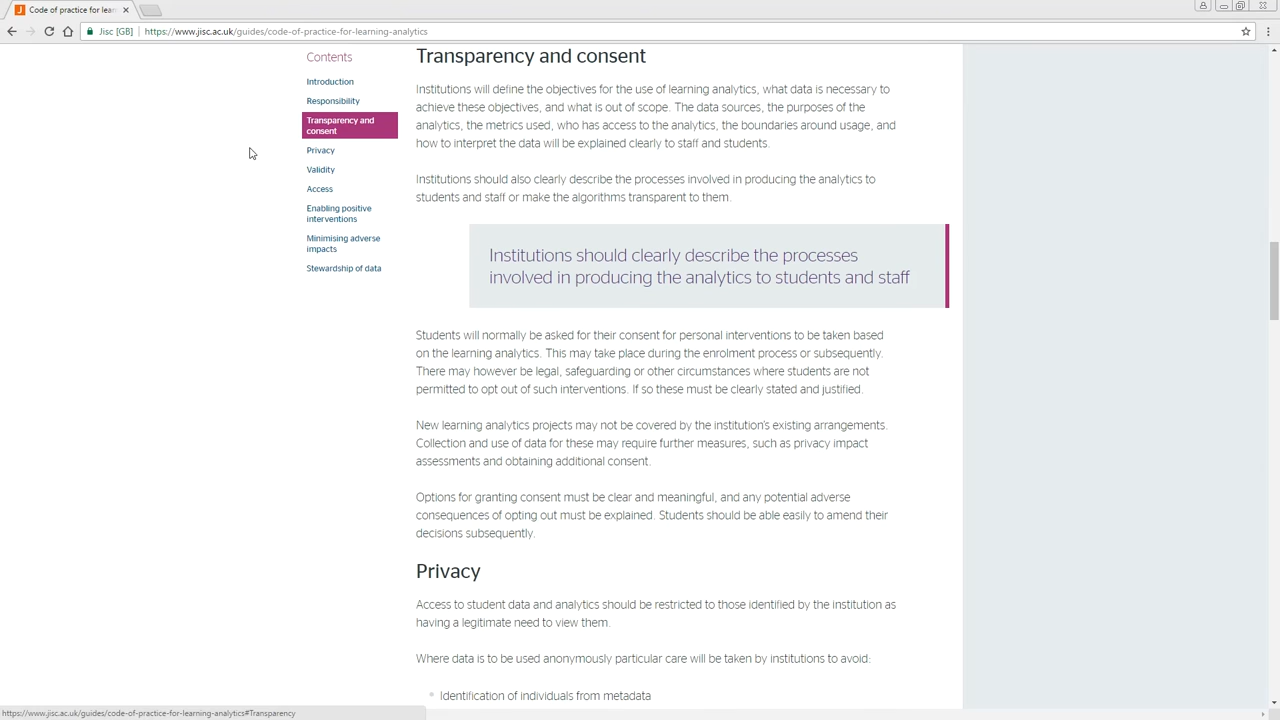 Code of practice for lear
Jisc [GB]
https://www.jisc.ac.uk/guides/code-of-practice-for-learning-analytics
Contents
Introduction
Responsibility
Transparency and
consent
Privacy
Validity
Access
Enabling positive
interventions
Minimising adverse
impacts
Stewardship of data
Transparency and consent
Institutions will define the objectives for the use of learning analytics, what data is necessary to
achieve these objectives, and what is out of scope. The data sources, the purposes of the
analytics, the metrics used, who has access to the analytics, the boundaries around usage, and
how to interpret the data will be explained clearly to staff and students.
Institutions should also clearly describe the processes involved in producing the analytics to
students and staff or make the algorithms transparent to them.
Institutions should clearly describe the processes
involved in producing the analytics to students and staff
Students will normally be asked for their consent for personal interventions to be taken based
on the learning analytics. This may take place during the enrolment process or subsequently.
There may however be legal, safeguarding or other circumstances where students are not
permitted to opt out of such interventions. If so these must be clearly stated and justified.
New learning analytics projects may not be covered by the institution's existing arrangements.
Collection and use of data for these may require further measures, such as privacy impact
assessments and obtaining additional consent.
Options for granting consent must be clear and meaningful, and any potential adverse
consequences of opting out must be explained. Students should be able easily to amend their
decisions subsequently.
Privacy
Access to student data and analytics should be restricted to those identified by the institution as
having a legitimate need to view them.
Where data is to be used anonymously particular care will be taken by institutions to avoid:
Identification of individuals from metadata
https://www.jisc.ac.uk/guides/code-of-practice-for-learning-analytics#Transparency